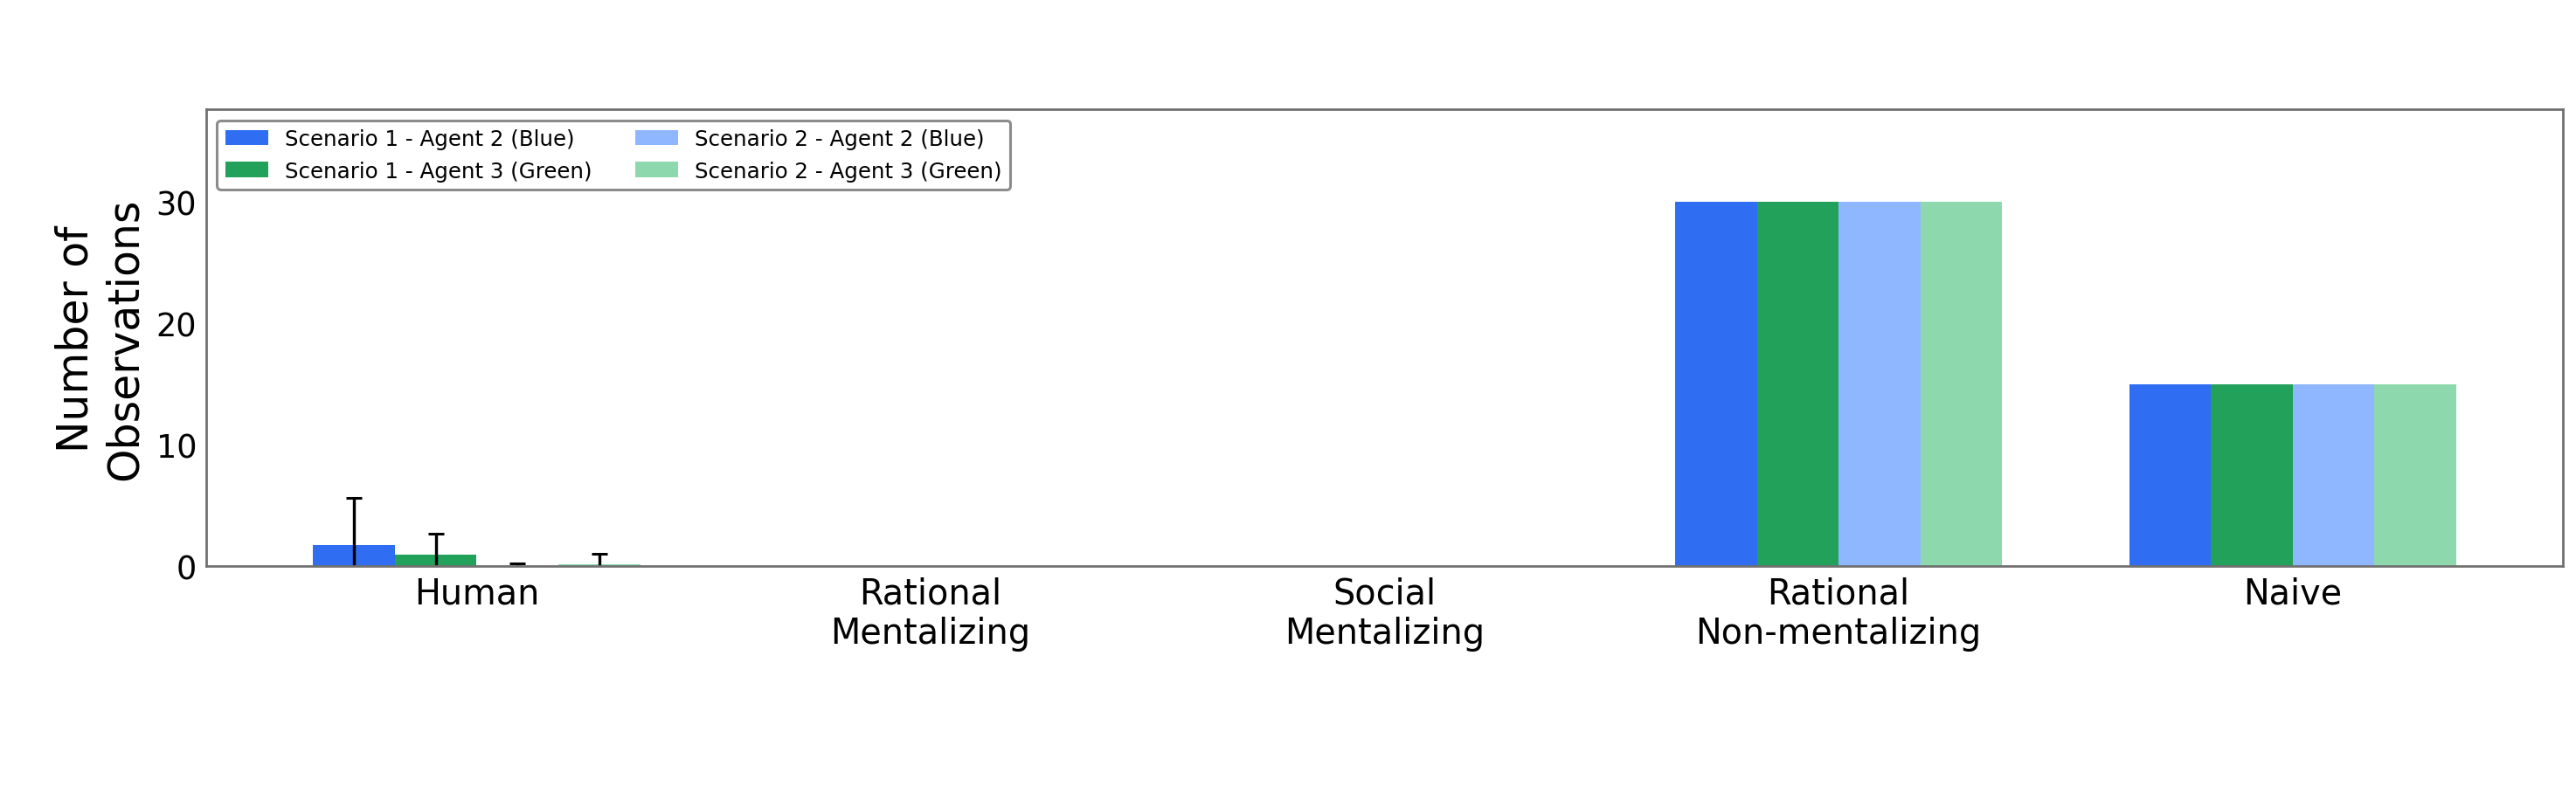 Scenario 1 - Agent 2 (Blue)
Scenario 2 - Agent 2 (Blue)
Scenario 1 - Agent 3 (Green)
Scenario 2 - Agent 3 (Green)
Number of
Observations
30
20
10
0
Human
Rational
Mentalizing
Social
Mentalizing
Rational
Non-mentalizing
Naive